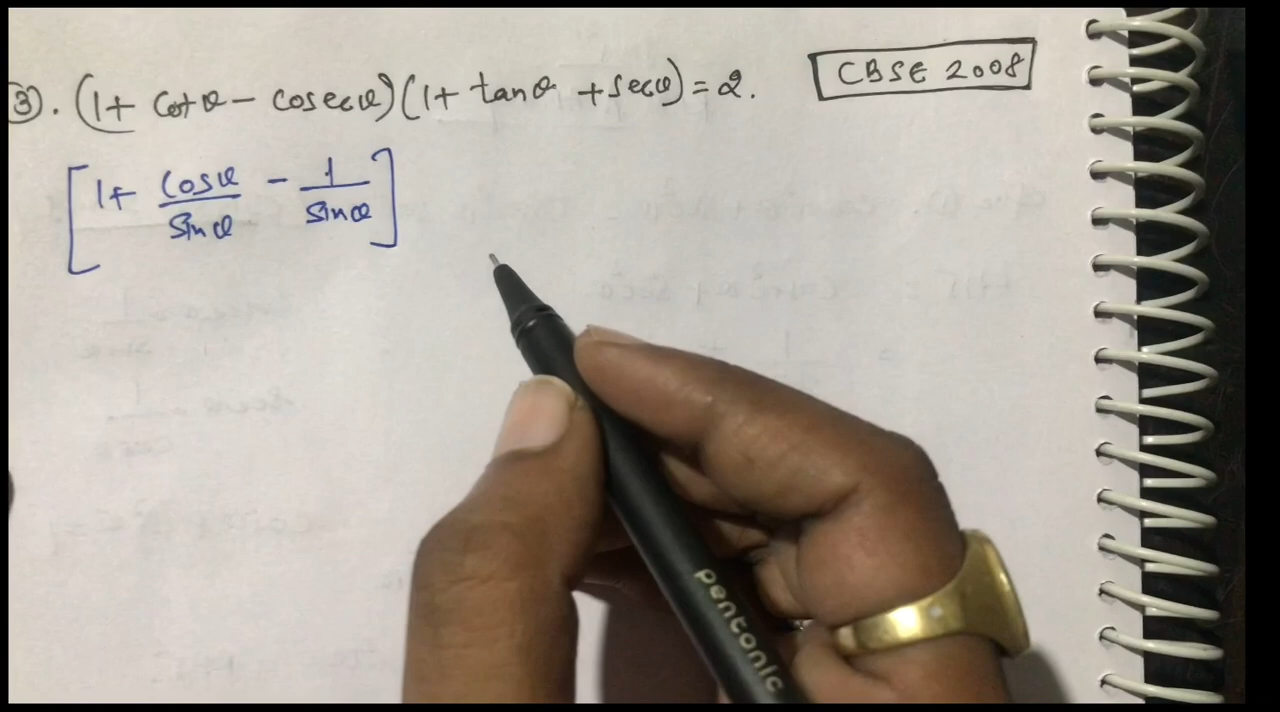 ③. (1+ cotθ - cosecθ)(1+ tanθ + secθ) = 2.
CBSE 2008
[1+ cosθ/sinθ - 1/sinθ]
pentonic